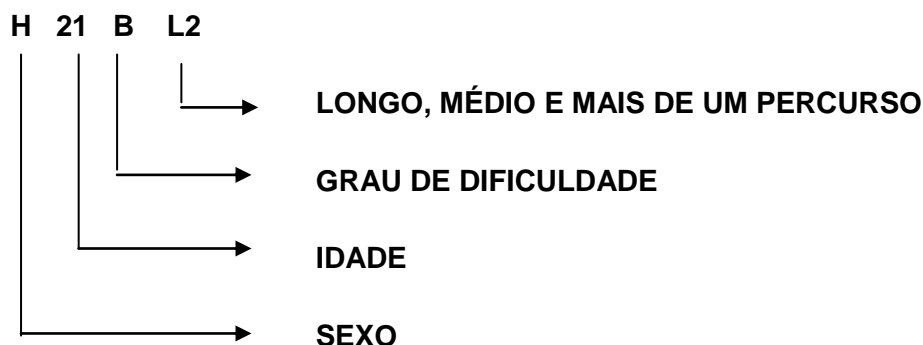 H 21 B L2
LONGO, MÉDIO E MAIS DE UM PERCURSO
GRAU DE DIFICULDADE
IDADE
SEXO